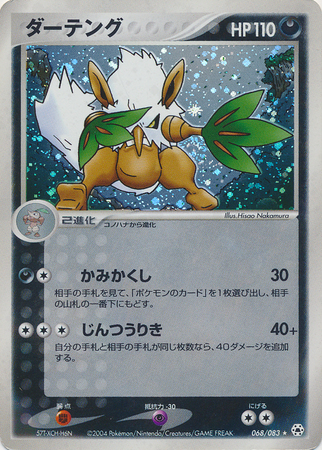 ダーテング
HP110
2進化
コノハナから進化
Illus.Hisao Nakamura
かみかくし 30
相手の手札を見て、「ポケモンのカード」を1枚選び出し、相手
の山札の一番下にもどす。
じんつうりき 40+
自分の手札と相手の手札が同じ枚数なら、40ダメージを追加
する。
弱点 抵抗力 -30 にげる
©2004 Pokémon/Nintendo/Creatures/GAME FREAK.
068/083 ★